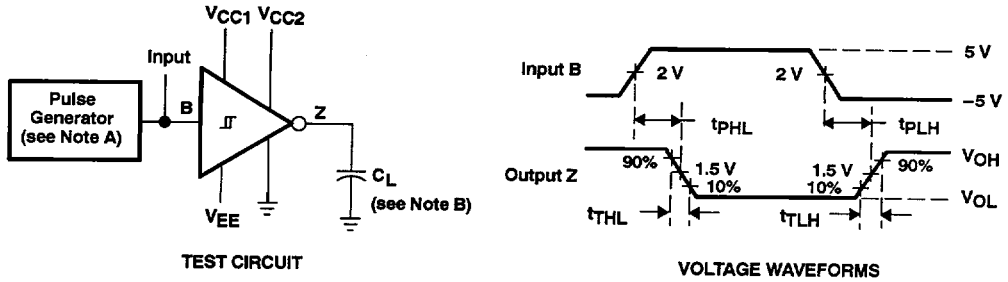 VCC1
VCC2
Input
Pulse
Generator
(see Note A)
B
Z
CL
(see Note B)
VEE
TEST CIRCUIT
Input B
2 V
2 V
5 V
–5 V
tPHL
tPLH
Output Z
90%
1.5 V
10%
1.5 V
10%
90%
VOH
VOL
tTHL
tTLH
VOLTAGE WAVEFORMS